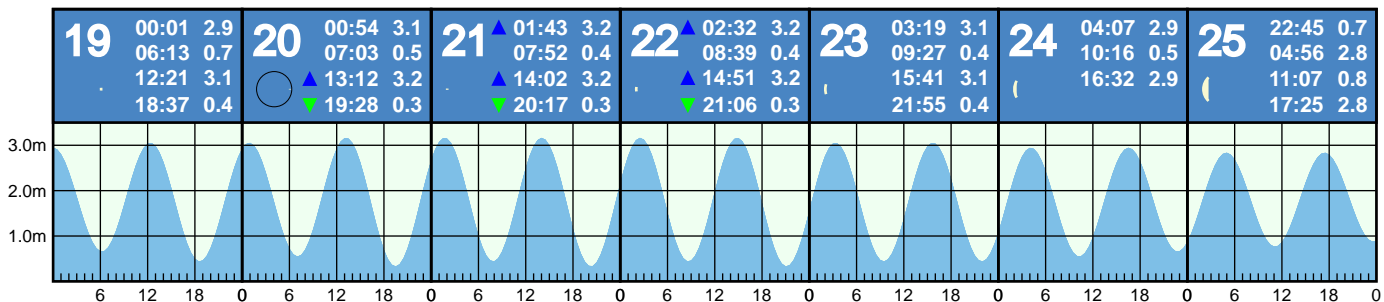 19 00:01 2.9
06:13 0.7
12:21 3.1
18:37 0.4
20 00:54 3.1
07:03 0.5
▲ 13:12 3.2
▼ 19:28 0.3
21 ▲ 01:43 3.2
07:52 0.4
▲ 14:02 3.2
▼ 20:17 0.3
22 ▲ 02:32 3.2
08:39 0.4
▲ 14:51 3.2
▼ 21:06 0.3
23 03:19 3.1
09:27 0.4
15:41 3.1
21:55 0.4
24 04:07 2.9
10:16 0.5
16:32 2.9
25 22:45 0.7
04:56 2.8
11:07 0.8
17:25 2.8
3.0m
2.0m
1.0m
6 12 18 0 6 12 18 0 6 12 18 0 6 12 18 0 6 12 18 0 6 12 18 0 6 12 18 0